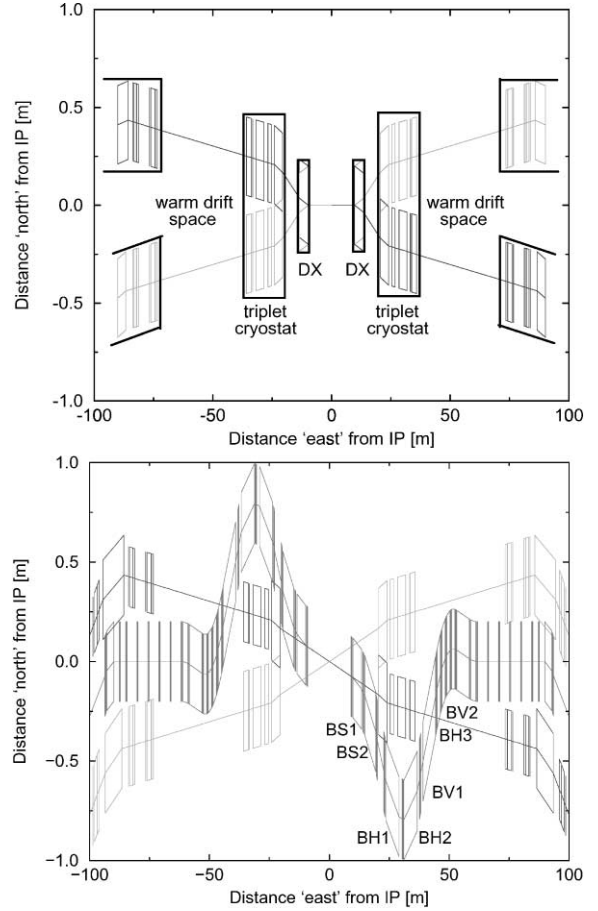 1.0
0.5
0.0
-0.5
-1.0
Distance 'north' from IP [m]
warm drift
space
warm drift
space
DX
DX
triplet
cryostat
triplet
cryostat
-100
-50
0
50
100
Distance 'east' from IP [m]
1.0
0.5
0.0
-0.5
-1.0
Distance 'north' from IP [m]
BS1
BS2
BV2
BH3
BV1
BH1
BH2
-100
-50
0
50
100
Distance 'east' from IP [m]